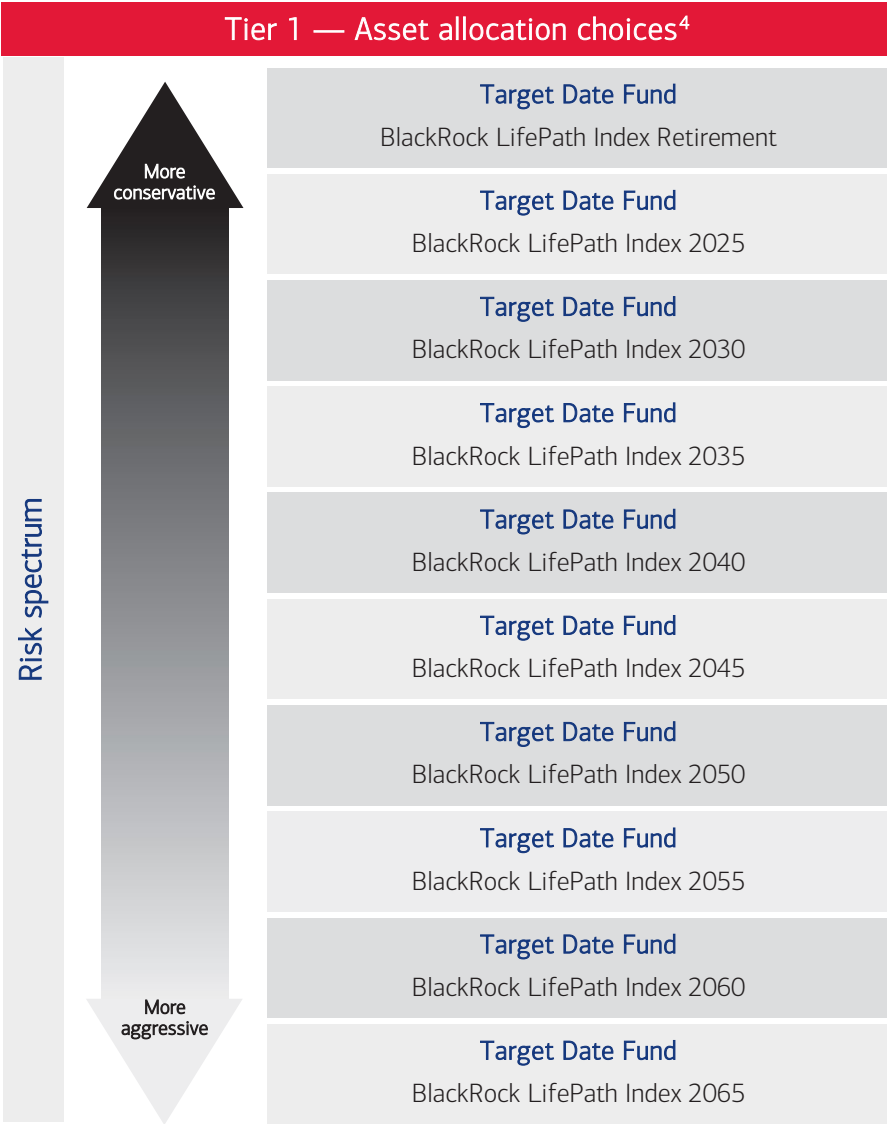 Tier 1 — Asset allocation choices⁴
Risk spectrum
More
conservative
More
aggressive
Target Date Fund
BlackRock LifePath Index Retirement
Target Date Fund
BlackRock LifePath Index 2025
Target Date Fund
BlackRock LifePath Index 2030
Target Date Fund
BlackRock LifePath Index 2035
Target Date Fund
BlackRock LifePath Index 2040
Target Date Fund
BlackRock LifePath Index 2045
Target Date Fund
BlackRock LifePath Index 2050
Target Date Fund
BlackRock LifePath Index 2055
Target Date Fund
BlackRock LifePath Index 2060
Target Date Fund
BlackRock LifePath Index 2065